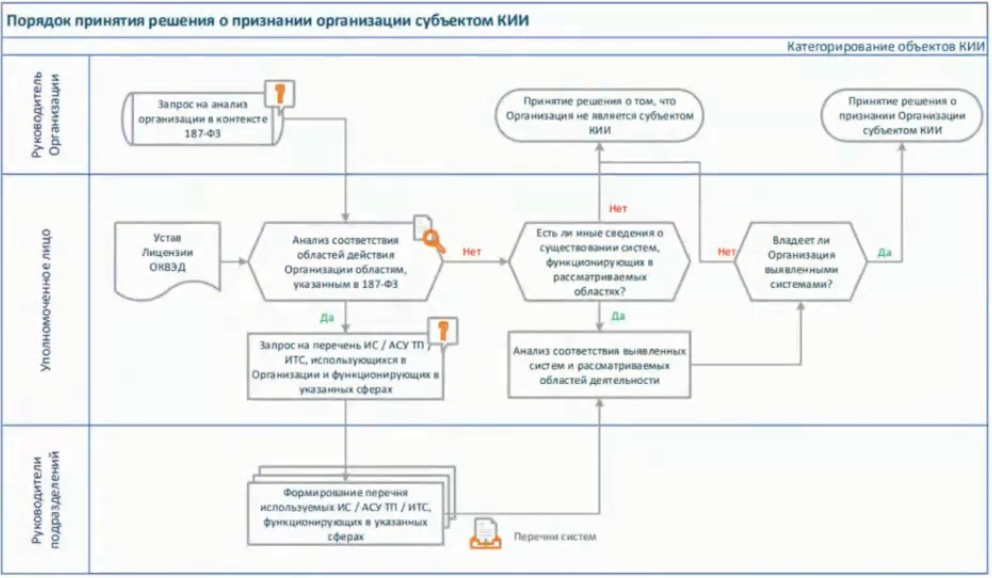 Порядок принятия решения о признании организации субъектом КИИ
Категорирование объектов КИИ
Руководитель
Организации
Запрос на анализ
организации в контексте
187-ФЗ
Принятие решения о том, что
Организация не является субъектом
КИИ
Принятие решения о
признании Организации
субъектом КИИ
Уполномоченное лицо
Устав
Лицензии
ОКВЭД
Анализ соответствия
областей действия
Организации областям,
указанным в 187-ФЗ
Нет
Нет
Есть ли иные сведения о
существовании систем,
функционирующих в
рассматриваемых
областях?
Нет
Владеет ли
Организация
выявленными
системами?
Да
Да
Запрос на перечень ИС / АСУ ТП /
ИТС, использующихся в
Организации и функционирующих в
указанных сферах
Да
Анализ соответствия выявленных
систем и рассматриваемых
областей деятельности
Руководители
подразделений
Формирование перечня
используемых ИС / АСУ ТП / ИТС,
функционирующих в указанных
сферах
Перечни систем